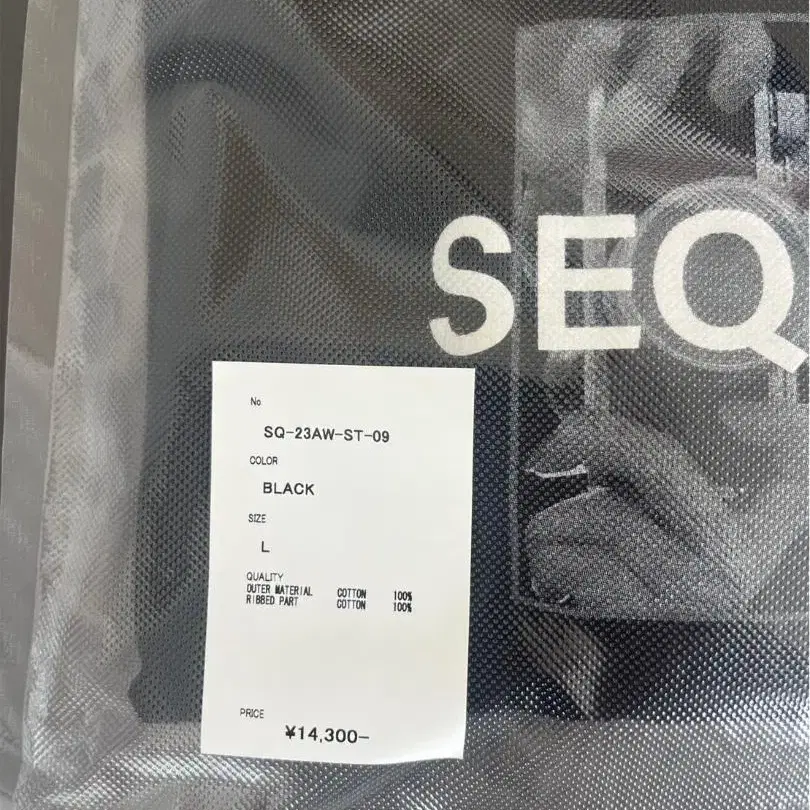 SEQ
No
SQ-23AW-ST-09
COLOR
BLACK
SIZE
L
QUALITY
OUTER MATERIAL COTTON 100%
RIBBED PART COTTON 100%
PRICE
¥14,300-